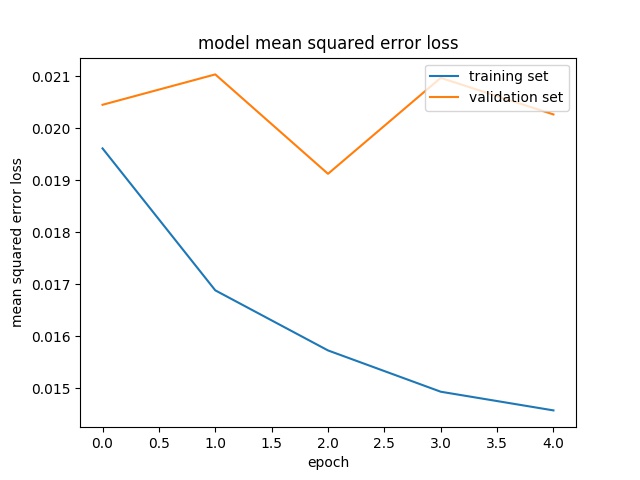 model mean squared error loss
training set
validation set
0.021
0.020
0.019
0.018
0.017
0.016
0.015
mean squared error loss
0.0 0.5 1.0 1.5 2.0 2.5 3.0 3.5 4.0
epoch